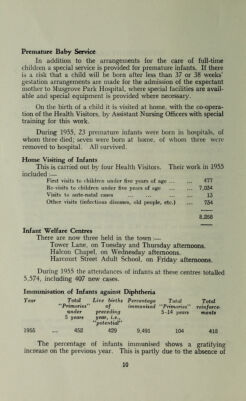 Premature Baby Service
In addition to the arrangements for the care of full-time
children a special service is provided for premature infants. If there
is a risk that a child will be born after less than 37 or 38 weeks'
gestation arrangements are made for the admission of the expectant
mother to Musgrove Park Hospital, where special facilities are avail-
able and special equipment is provided where necessary.
On the birth of a child it is visited at home, with the co-opera-
tion of the Health Visitors, by Assistant Nursing Officers with special
training for this work.
During 1955, 23 premature infants were born in hospitals, of
whom three died; seven were born at home, of whom three were
removed to hospital. All survived.
Home Visiting of Infants
This is carried out by four Health Visitors. Their work in 1955
included :—
First visits to children under five years of age ... ... 477
Re-visits to children under five years of age ... ... 7,034
Visits to ante-natal cases ... ... ... 13
Other visits (infectious diseases, old people, etc.) ... 734
8,258
Infant Welfare Centres
There are now three held in the town :—
Tower Lane, on Tuesday and Thursday afternoons.
Halcon Chapel, on Wednesday afternoons.
Harcourt Street Adult School, on Friday afternoons.
During 1955 the attendances of infants at these centres totalled
5,574, including 407 new cases.
Immunisation of Infants against Diphtheria
Year Total Live births Percentage Total Total
"Primaries" of immunised "Primaries" reinforce-
under preceding 5-14 years ments
5 years year, i.e.,
"potential"
1955 ... 452 429 9,491 104 418
The percentage of infants immunised shows a gratifying
increase on the previous year. This is partly due to the absence of
10